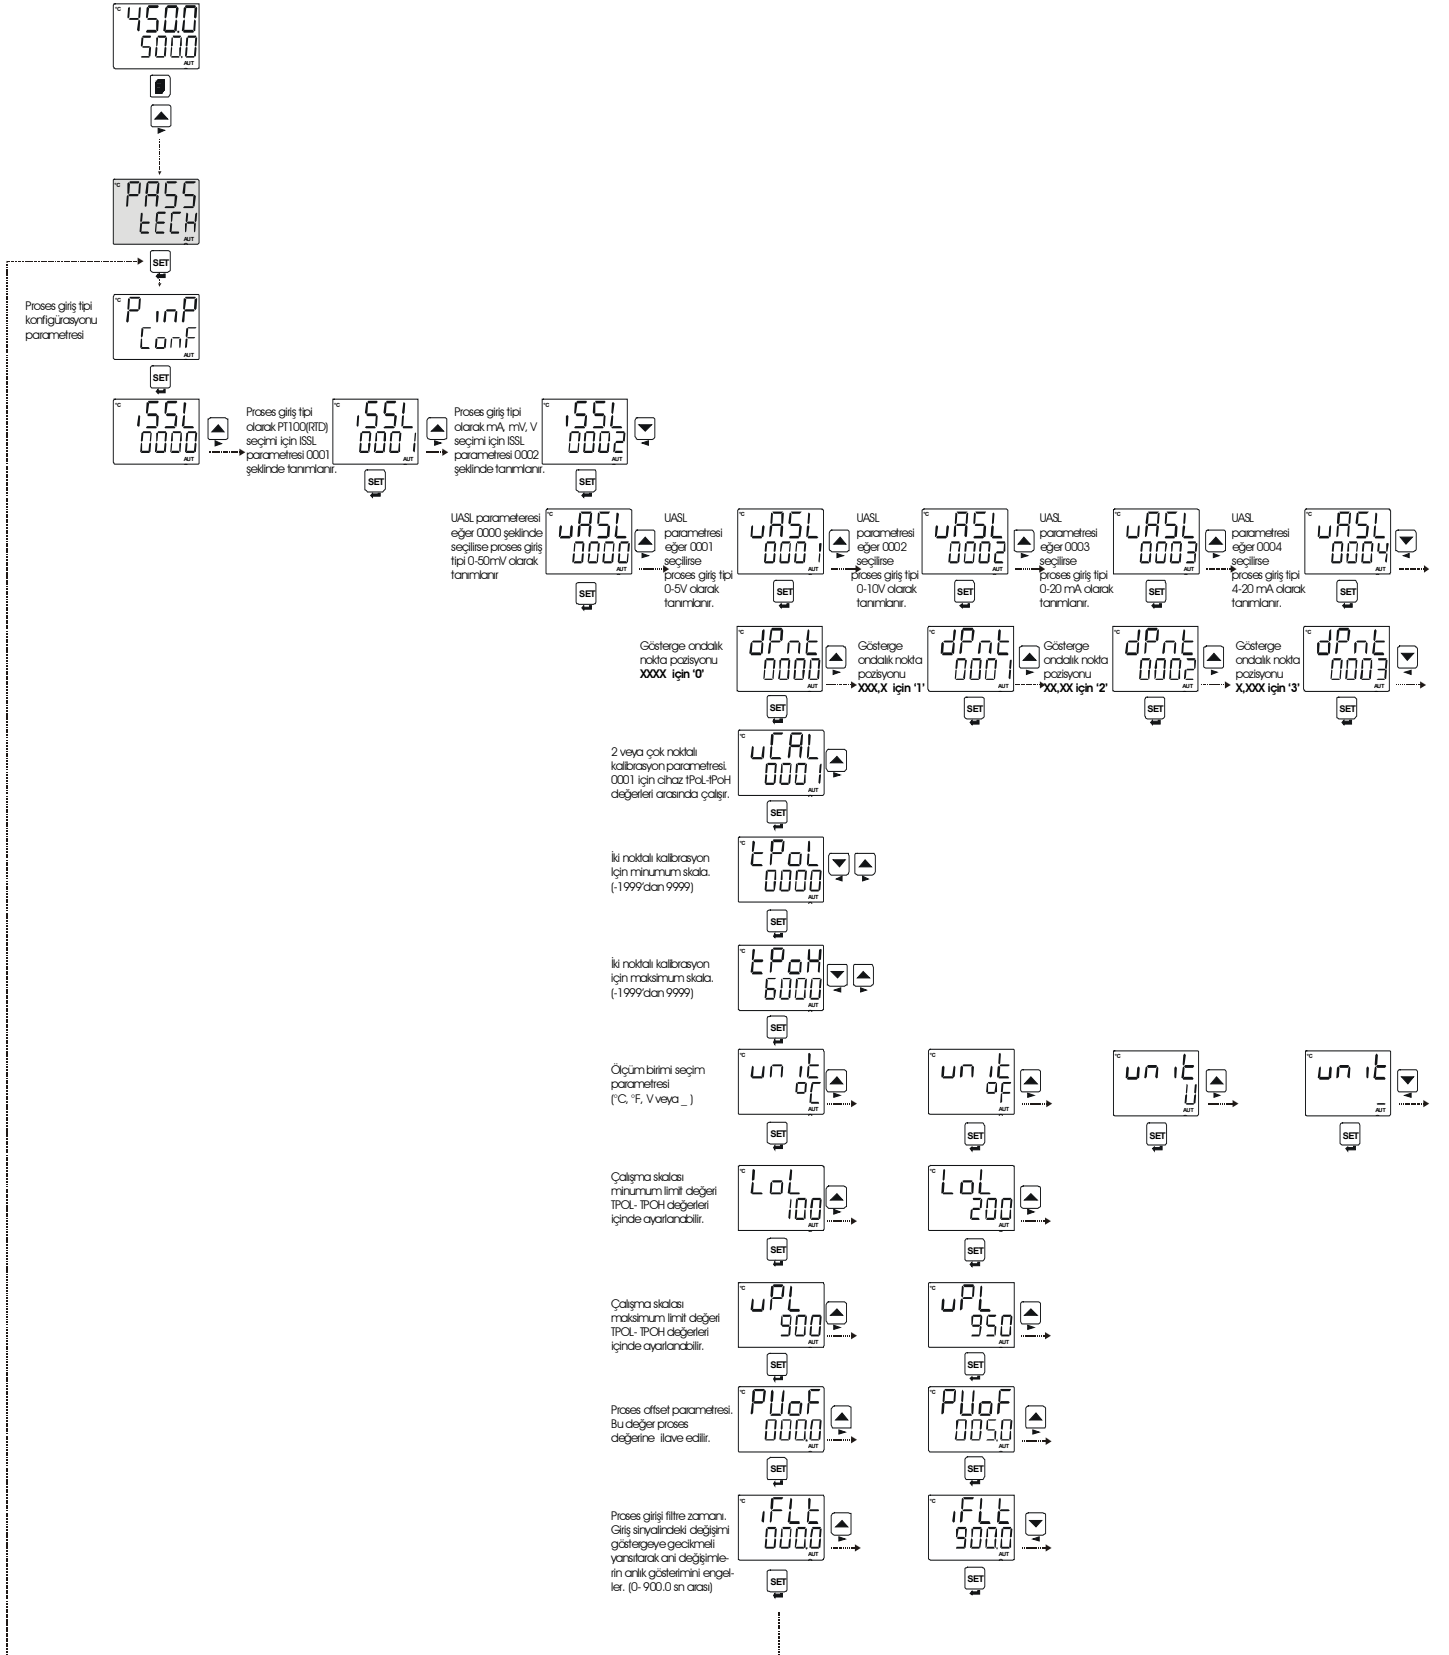 °C 450.0
500.0
AUT
°C PASS
tECH
AUT
SET
Proses giriş tipi
konfigürasyonu
parametresi
°C P inP
ConF
AUT
SET
°C iSSL
0000
AUT
Proses giriş tipi
olarak PT100(RTD)
seçimi için ISSL
parametresi 0001
şeklinde tanımlanır.
°C iSSL
0001
AUT
SET
Proses giriş tipi
olarak mA, mV, V
seçimi için ISSL
parametresi 0002
şeklinde tanımlanır.
°C iSSL
0002
AUT
SET
UASL parameteresi
eğer 0000 şeklinde
seçilirse proses giriş
tipi 0-50mV olarak
tanımlanır
°C uASL
0000
AUT
SET
UASL
parametresi
eğer 0001
seçilirse
proses giriş tipi
0-5V olarak
tanımlanır.
°C uASL
0001
AUT
SET
UASL
parametresi
eğer 0002
seçilirse
proses giriş tipi
0-10V olarak
tanımlanır.
°C uASL
0002
AUT
SET
UASL
parametresi
eğer 0003
seçilirse
proses giriş tipi
0-20 mA olarak
tanımlanır.
°C uASL
0003
AUT
SET
UASL
parametresi
eğer 0004
seçilirse
proses giriş tipi
4-20 mA olarak
tanımlanır.
°C uASL
0004
AUT
SET
Gösterge ondalık
nokta pozisyonu
XXXX için '0'
°C dPnt
0000
AUT
SET
Gösterge
ondalık nokta
pozisyonu
XXX,X için '1'
°C dPnt
0001
AUT
SET
Gösterge
ondalık nokta
pozisyonu
XX,XX için '2'
°C dPnt
0002
AUT
SET
Gösterge
ondalık nokta
pozisyonu
X,XXX için '3'
°C dPnt
0003
AUT
SET
2 veya çok noktalı
kalibrasyon parametresi.
0001 için cihaz tPoL-tPoH
değerleri arasında çalışır.
°C uCAL
0001
AUT
SET
İki noktalı kalibrasyon
İçin minumum skala.
(-1999'dan 9999)
°C tPoL
0000
AUT
SET
İki noktalı kalibrasyon
için maksimum skala.
(-1999'dan 9999)
°C tPoH
6000
AUT
SET
Ölçüm birimi seçim
parametresi
(°C, °F, V veya _ )
°C unit
°C
AUT
SET
°C unit
°F
AUT
SET
°C unit
U
AUT
SET
°C unit
_
AUT
SET
Çalışma skalası
minumum limit değeri
TPOL- TPOH değerleri
içinde ayarlanabilir.
°C LoL
100
AUT
SET
°C LoL
200
AUT
SET
Çalışma skalası
maksimum limit değeri
TPOL- TPOH değerleri
içinde ayarlanabilir.
°C uPL
900
AUT
SET
°C uPL
950
AUT
SET
Proses offset parametresi.
Bu değer proses
değerine ilave edilir.
°C PUoF
000.0
AUT
SET
°C PUoF
005.0
AUT
SET
Proses girişi filtre zamanı.
Giriş sinyalindeki değişimi
göstergeye gecikmeli
yansıtarak ani değişimle-
rin anlık gösterimini engel-
ler. (0- 900.0 sn arası)
°C iFLt
000.0
AUT
SET
°C iFLt
900.0
AUT
SET